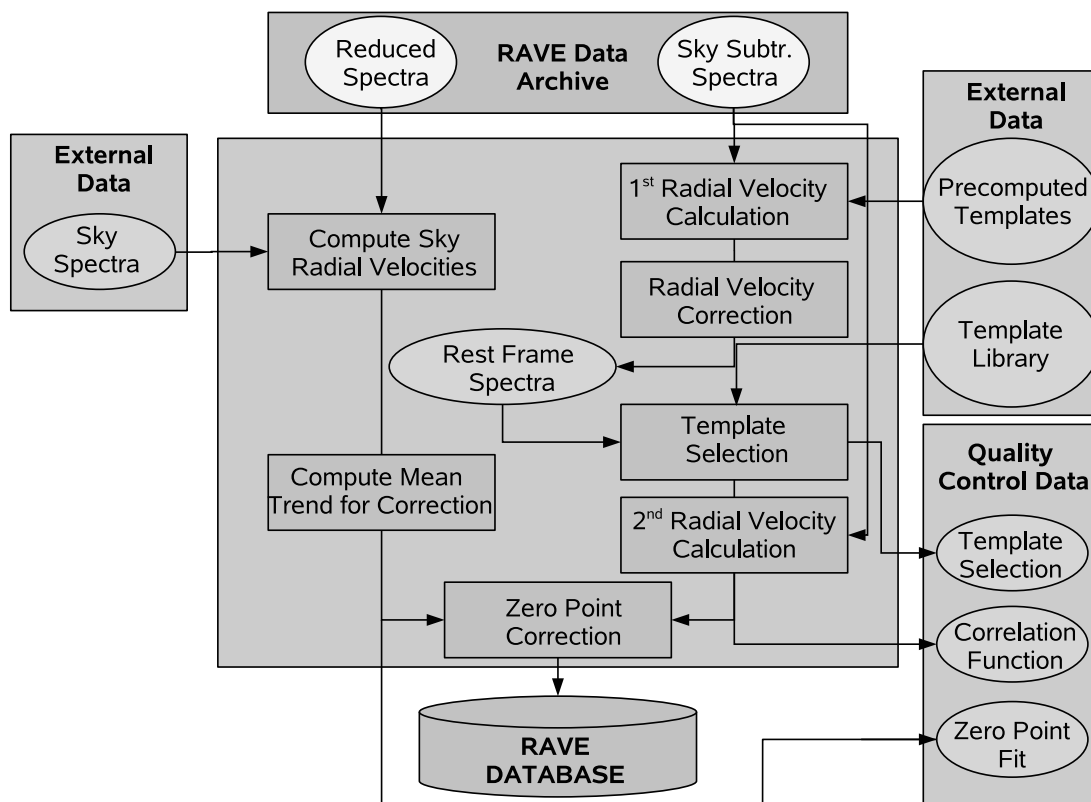 Reduced
Spectra
RAVE Data
Archive
Sky Subtr.
Spectra
External
Data
Sky
Spectra
External
Data
Precomputed
Templates
Template
Library
1st Radial Velocity
Calculation
Compute Sky
Radial Velocities
Radial Velocity
Correction
Rest Frame
Spectra
Template
Selection
Compute Mean
Trend for Correction
2nd Radial Velocity
Calculation
Zero Point
Correction
RAVE
DATABASE
Quality
Control Data
Template
Selection
Correlation
Function
Zero Point
Fit